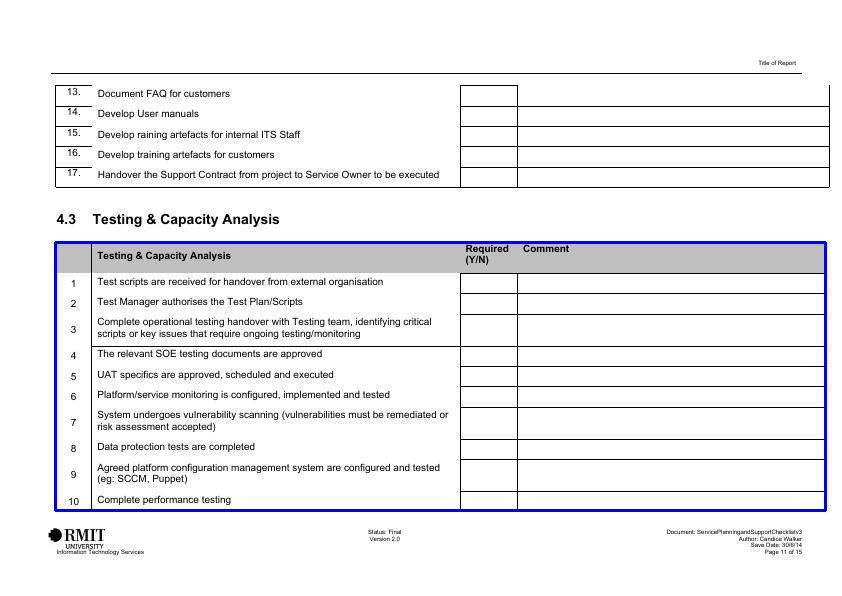 Title of Report
13. Document FAQ for customers
14. Develop User manuals
15. Develop raining artefacts for internal ITS Staff
16. Develop training artefacts for customers
17. Handover the Support Contract from project to Service Owner to be executed
4.3 Testing & Capacity Analysis
Testing & Capacity Analysis Required (Y/N) Comment
1 Test scripts are received for handover from external organisation
2 Test Manager authorises the Test Plan/Scripts
3 Complete operational testing handover with Testing team, identifying critical
scripts or key issues that require ongoing testing/monitoring
4 The relevant SOE testing documents are approved
5 UAT specifics are approved, scheduled and executed
6 Platform/service monitoring is configured, implemented and tested
7 System undergoes vulnerability scanning (vulnerabilities must be remediated or
risk assessment accepted)
8 Data protection tests are completed
9 Agreed platform configuration management system are configured and tested
(eg: SCCM, Puppet)
10 Complete performance testing
RMIT
UNIVERSITY
Information Technology Services
Status: Final
Version 2.0
Document: ServicePlanningandSupportChecklistv3
Author: Candice Walker
Save Date: 30/6/14
Page 11 of 15